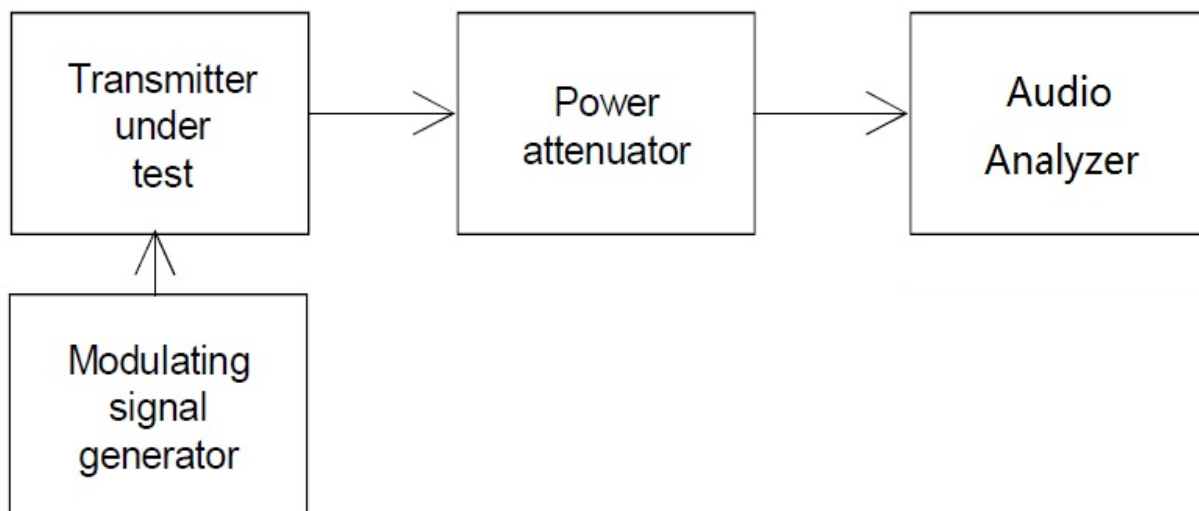 Transmitter
under
test
Power
attenuator
Audio
Analyzer
Modulating
signal
generator